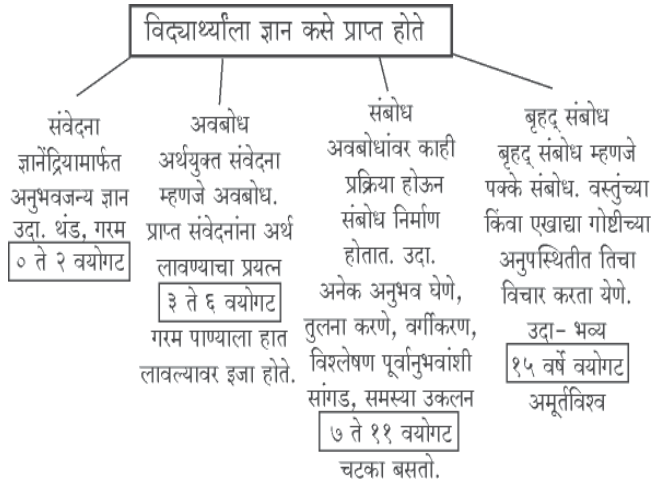 विद्यार्थ्यांला ज्ञान कसे प्राप्त होते
संवेदना
ज्ञानेंद्रियामार्फत
अनुभवजन्य ज्ञान
उदा. थंड, गरम
० ते २ वयोगट
अवबोध
अर्थयुक्त संवेदना
म्हणजे अवबोध.
प्राप्त संवेदनांना अर्थ
लावण्याचा प्रयत्न
३ ते ६ वयोगट
गरम पाण्याला हात
लावल्यावर इजा होते.
संबोध
अवबोधांवर काही
प्रक्रिया होऊन
संबोध निर्माण
होतात. उदा.
अनेक अनुभव घेणे,
तुलना करणे, वर्गीकरण,
विश्लेषण पूर्वानुभवांशी
सांगड, समस्या उकलन
७ ते ११ वयोगट
चटका बसतो.
बृहद् संबोध
बृहद् संबोध म्हणजे
पक्के संबोध. वस्तुंच्या
किंवा एखाद्या गोष्टीच्या
अनुपस्थितीत तिचा
विचार करता येणे.
उदा- भव्य
१५ वर्षे वयोगट
अमूर्तविश्व